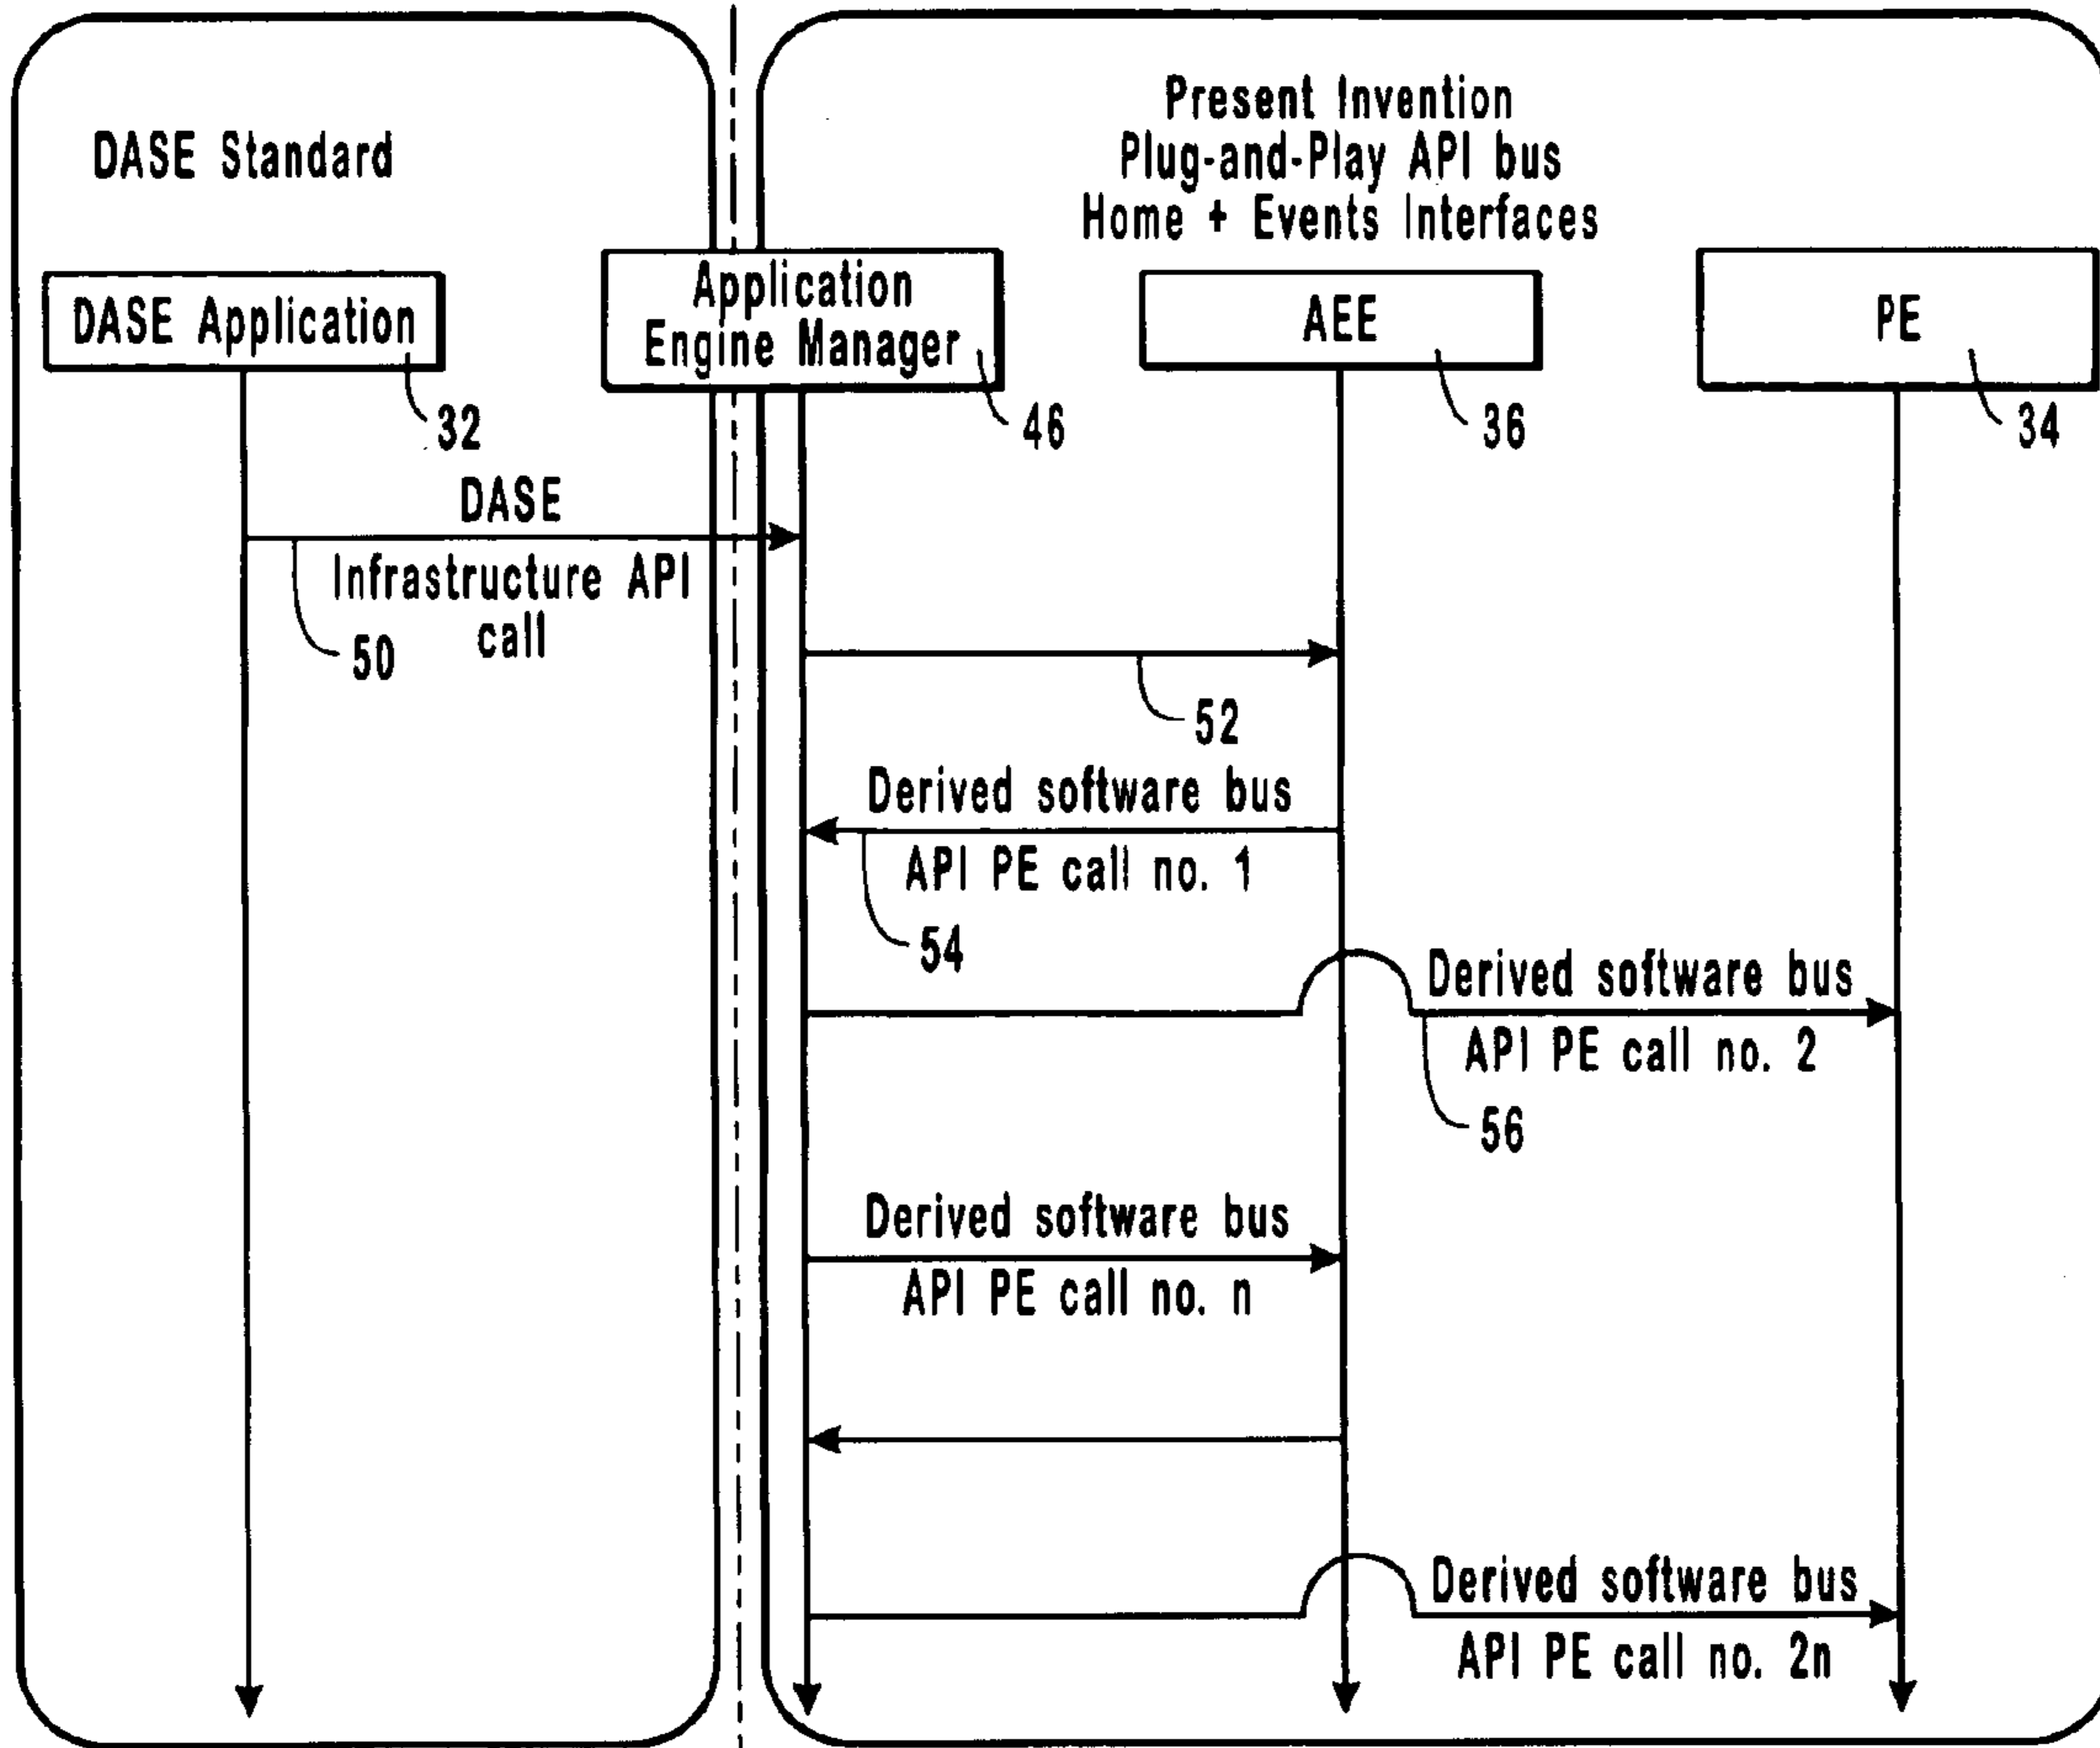 DASE Standard
Present Invention
Plug-and-Play API bus
Home + Events Interfaces
DASE Application
Application
Engine Manager
AEE
PE
32
46
36
34
DASE
Infrastructure API
call
50
52
Derived software bus
API PE call no. 1
54
Derived software bus
API PE call no. 2
56
Derived software bus
API PE call no. n
Derived software bus
API PE call no. 2n